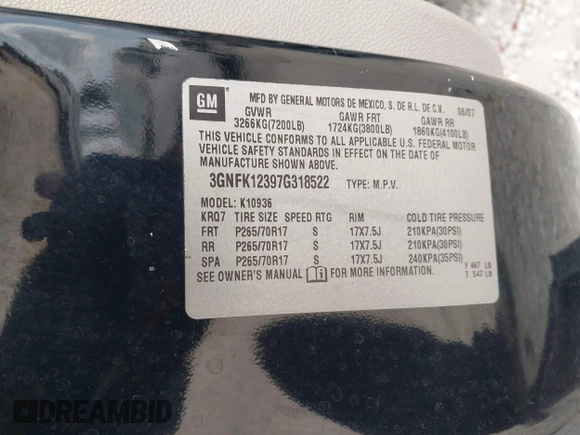 GM
MFD BY GENERAL MOTORS DE MEXICO, S. DE R.L. DE C.V. 06/07
GVWR GAWR FRT GAWR RR
3266KG(7200LB) 1724KG(3800LB) 1860KG(4100LB)
THIS VEHICLE CONFORMS TO ALL APPLICABLE U.S. FEDERAL MOTOR
VEHICLE SAFETY STANDARDS IN EFFECT ON THE DATE OF
MANUFACTURE SHOWN ABOVE.
3GNFK12397G318522 TYPE: M.P.V.
MODEL: K10936
KRQ7 TIRE SIZE SPEED RTG RIM COLD TIRE PRESSURE
FRT P265/70R17 S 17X7.5J 210KPA(30PSI)
RR P265/70R17 S 17X7.5J 210KPA(30PSI)
SPA P265/70R17 S 17X7.5J 240KPA(35PSI)
SEE OWNER'S MANUAL FOR MORE INFORMATION.
F 467 LB
T 547 LB
DREAMBID